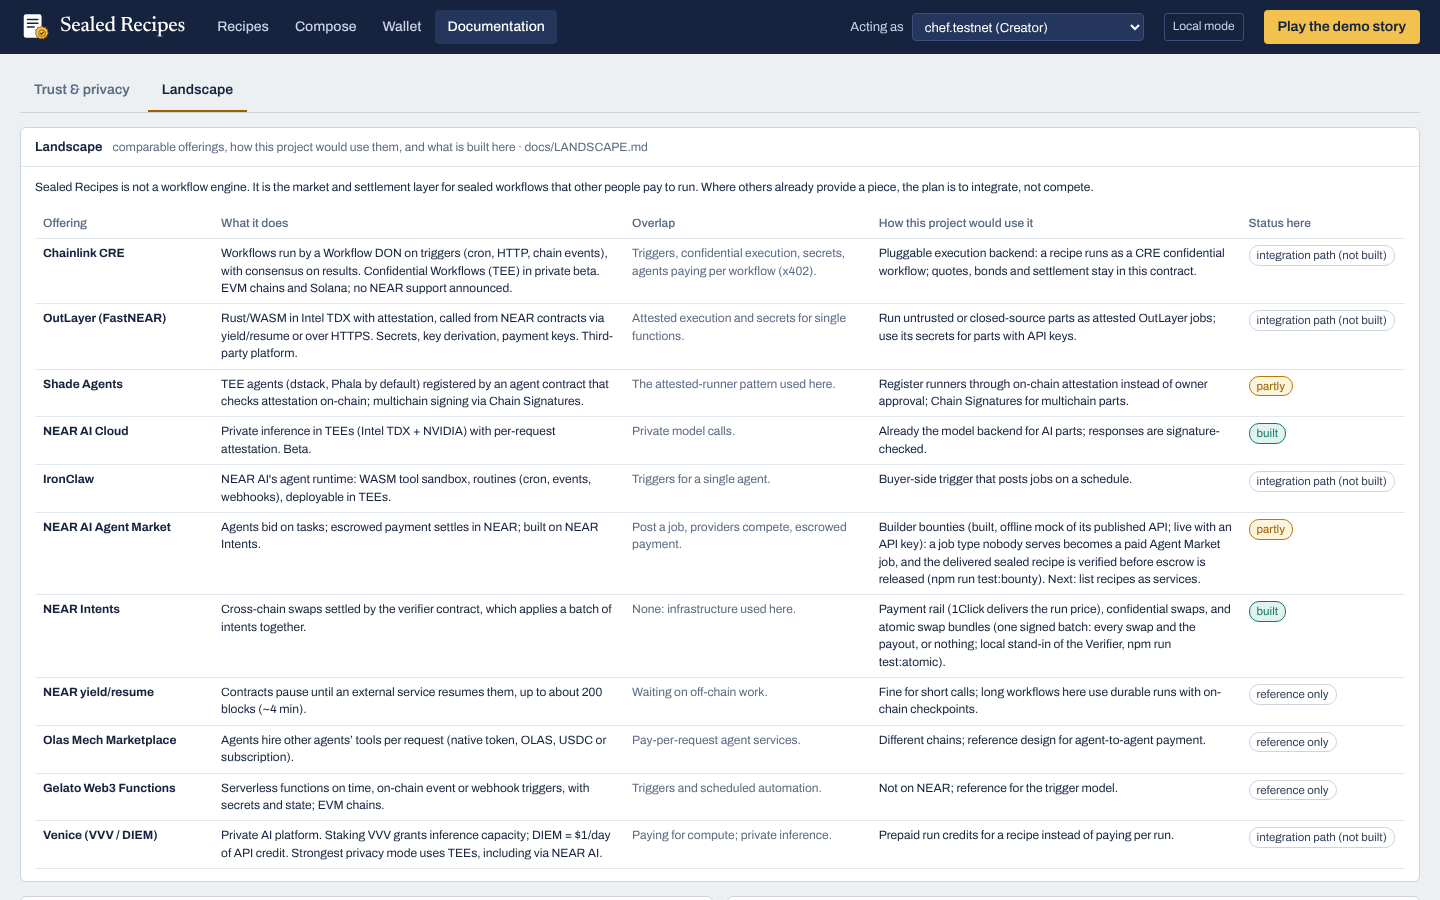 Sealed Recipes Recipes Compose Wallet Documentation Acting as chef.testnet (Creator) Local mode Play the demo story
Trust & privacy Landscape
Landscape comparable offerings, how this project would use them, and what is built here · docs/LANDSCAPE.md
Sealed Recipes is not a workflow engine. It is the market and settlement layer for sealed workflows that other people pay to run. Where others already provide a piece, the plan is to integrate, not compete.
Offering What it does Overlap How this project would use it Status here
Chainlink CRE
Workflows run by a Workflow DON on triggers (cron, HTTP, chain events),
with consensus on results. Confidential Workflows (TEE) in private beta.
EVM chains and Solana; no NEAR support announced.
Triggers, confidential execution, secrets,
agents paying per workflow (x402).
Pluggable execution backend: a recipe runs as a CRE confidential
workflow; quotes, bonds and settlement stay in this contract.
integration path (not built)
OutLayer (FastNEAR)
Rust/WASM in Intel TDX with attestation, called from NEAR contracts via
yield/resume or over HTTPS. Secrets, key derivation, payment keys. Third-
party platform.
Attested execution and secrets for single
functions.
Run untrusted or closed-source parts as attested OutLayer jobs;
use its secrets for parts with API keys.
integration path (not built)
Shade Agents
TEE agents (dstack, Phala by default) registered by an agent contract that
checks attestation on-chain; multichain signing via Chain Signatures.
The attested-runner pattern used here.
Register runners through on-chain attestation instead of owner
approval; Chain Signatures for multichain parts.
partly
NEAR AI Cloud
Private inference in TEEs (Intel TDX + NVIDIA) with per-request
attestation. Beta.
Private model calls.
Already the model backend for AI parts; responses are signature-
checked.
built
IronClaw
NEAR AI's agent runtime: WASM tool sandbox, routines (cron, events,
webhooks), deployable in TEEs.
Triggers for a single agent.
Buyer-side trigger that posts jobs on a schedule.
integration path (not built)
NEAR AI Agent Market
Agents bid on tasks; escrowed payment settles in NEAR; built on NEAR
Intents.
Post a job, providers compete, escrowed
payment.
Builder bounties (built, offline mock of its published API; live with an
API key): a job type nobody serves becomes a paid Agent Market
job, and the delivered sealed recipe is verified before escrow is
released (npm run test:bounty). Next: list recipes as services.
partly
NEAR Intents
Cross-chain swaps settled by the verifier contract, which applies a batch of
intents together.
None: infrastructure used here.
Payment rail (1Click delivers the run price), confidential swaps, and
atomic swap bundles (one signed batch: every swap and the
payout, or nothing; local stand-in of the Verifier, npm run
test:atomic).
built
NEAR yield/resume
Contracts pause until an external service resumes them, up to about 200
blocks (~4 min).
Waiting on off-chain work.
Fine for short calls; long workflows here use durable runs with on-
chain checkpoints.
reference only
Olas Mech Marketplace
Agents hire other agents' tools per request (native token, OLAS, USDC or
subscription).
Pay-per-request agent services.
Different chains; reference design for agent-to-agent payment.
reference only
Gelato Web3 Functions
Serverless functions on time, on-chain event or webhook triggers, with
secrets and state; EVM chains.
Triggers and scheduled automation.
Not on NEAR; reference for the trigger model.
reference only
Venice (VVV / DIEM)
Private AI platform. Staking VVV grants inference capacity; DIEM = $1/day
of API credit. Strongest privacy mode uses TEEs, including via NEAR AI.
Paying for compute; private inference.
Prepaid run credits for a recipe instead of paying per run.
integration path (not built)